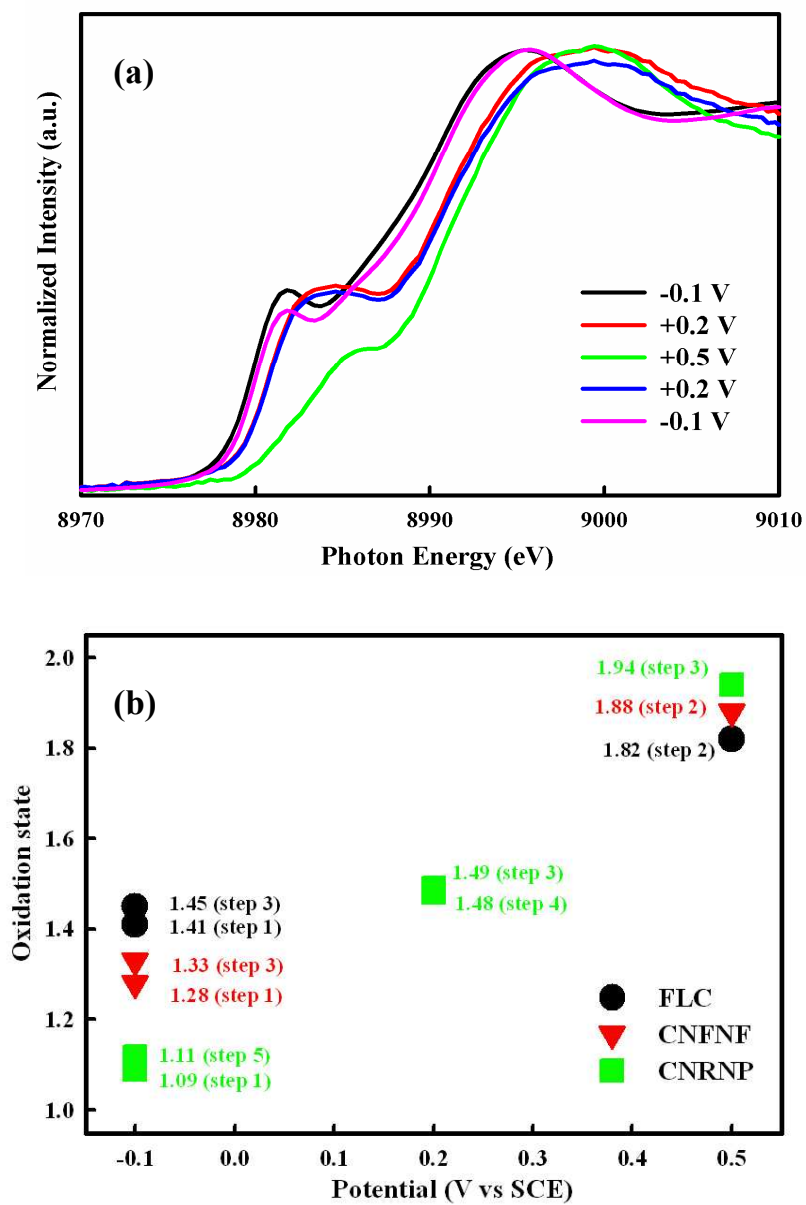 (a)
Normalized Intensity (a.u.)
-0.1 V
+0.2 V
+0.5 V
+0.2 V
-0.1 V
8970 8980 8990 9000 9010
Photon Energy (eV)
(b)
Oxidation state
2.0
1.8
1.6
1.4
1.2
1.0
1.94 (step 3)
1.88 (step 2)
1.82 (step 2)
1.49 (step 3)
1.48 (step 4)
1.45 (step 3)
1.41 (step 1)
1.33 (step 3)
1.28 (step 1)
1.11 (step 5)
1.09 (step 1)
FLC
CNFNF
CNRNP
-0.1 0.0 0.1 0.2 0.3 0.4 0.5
Potential (V vs SCE)